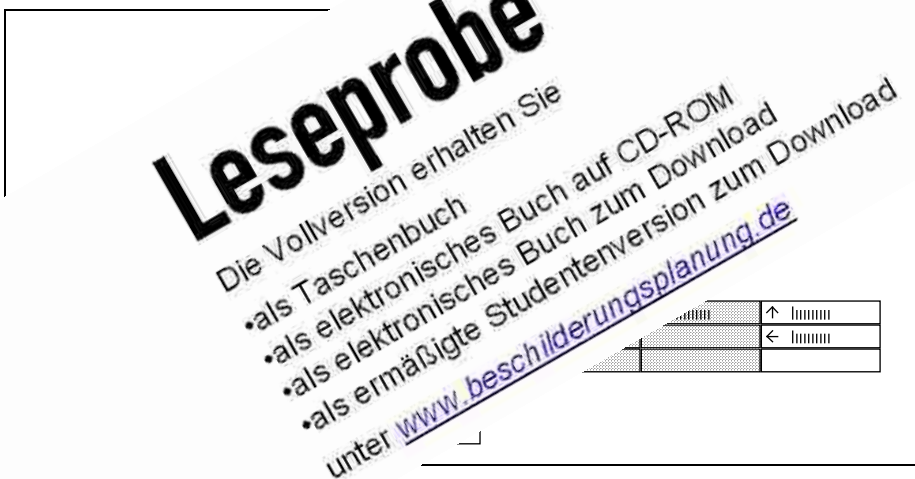 Leseprobe
Die Vollversion erhalten Sie
•als Taschenbuch
•als elektronisches Buch auf CD-ROM
•als elektronisches Buch zum Download
•als ermäßigte Studentenversion zum Download
unter www.beschilderungsplanung.de
↑
←